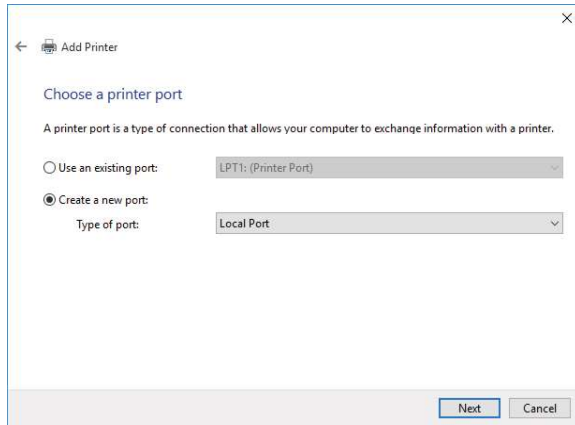 Add Printer
Choose a printer port
A printer port is a type of connection that allows your computer to exchange information with a printer.
Use an existing port: LPT1: (Printer Port)
Create a new port:
Type of port: Local Port
Next Cancel